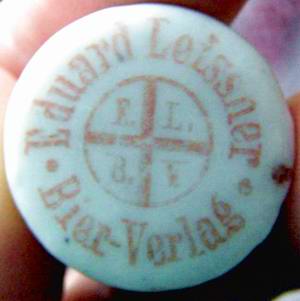 Eduard Leissner
E. L.
B. V.
Bier-Verlag